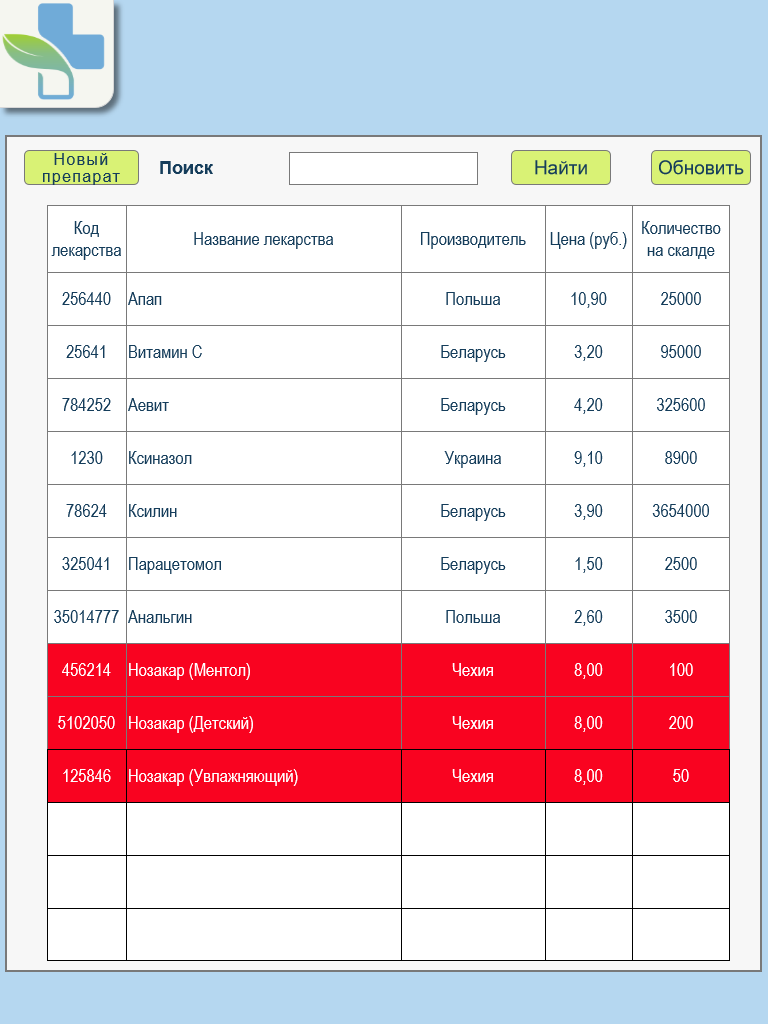 Новый
препарат
Поиск
Найти
Обновить
Код
лекарства
Название лекарства
Производитель
Цена (руб.)
Количество
на скалде
256440 Апап Польша 10,90 25000
25641 Витамин С Беларусь 3,20 95000
784252 Аевит Беларусь 4,20 325600
1230 Ксиназол Украина 9,10 8900
78624 Ксилин Беларусь 3,90 3654000
325041 Парацетомол Беларусь 1,50 2500
35014777 Анальгин Польша 2,60 3500
456214 Нозакар (Ментол) Чехия 8,00 100
5102050 Нозакар (Детский) Чехия 8,00 200
125846 Нозакар (Увлажняющий) Чехия 8,00 50